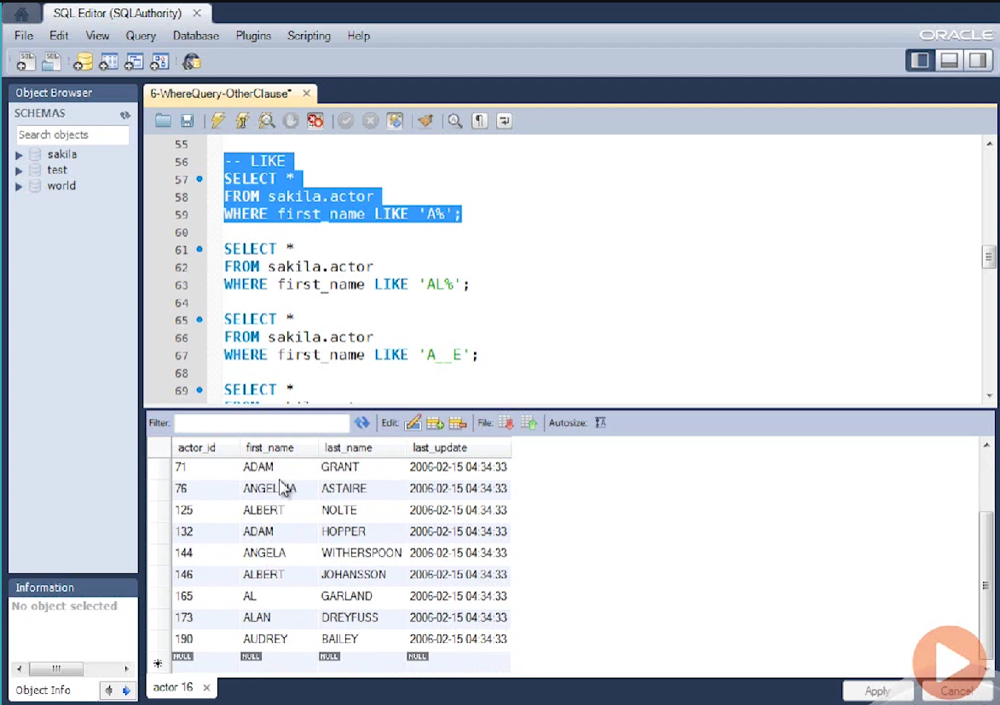 SQL Editor (SQLAuthority)
File Edit View Query Database Plugins Scripting Help
ORACLE
SQL SQL
Object Browser
6-WhereQuery-OtherClause*
SCHEMAS
Search objects
sakila
test
world
55
56 -- LIKE
57 SELECT *
58 FROM sakila.actor
59 WHERE first_name LIKE 'A%';
60
61 SELECT *
62 FROM sakila.actor
63 WHERE first_name LIKE 'AL%';
64
65 SELECT *
66 FROM sakila.actor
67 WHERE first_name LIKE 'A__E';
68
69 SELECT *
Filter: Edit: File: Autosize:
actor_id first_name last_name last_update
71 ADAM GRANT 2006-02-15 04:34:33
76 ANGELINA ASTAIRE 2006-02-15 04:34:33
125 ALBERT NOLTE 2006-02-15 04:34:33
132 ADAM HOPPER 2006-02-15 04:34:33
144 ANGELA WITHERSPOON 2006-02-15 04:34:33
146 ALBERT JOHANSSON 2006-02-15 04:34:33
165 AL GARLAND 2006-02-15 04:34:33
173 ALAN DREYFUSS 2006-02-15 04:34:33
190 AUDREY BAILEY 2006-02-15 04:34:33
NULL NULL NULL NULL
Information
No object selected
Object Info
actor 16
Apply Cancel